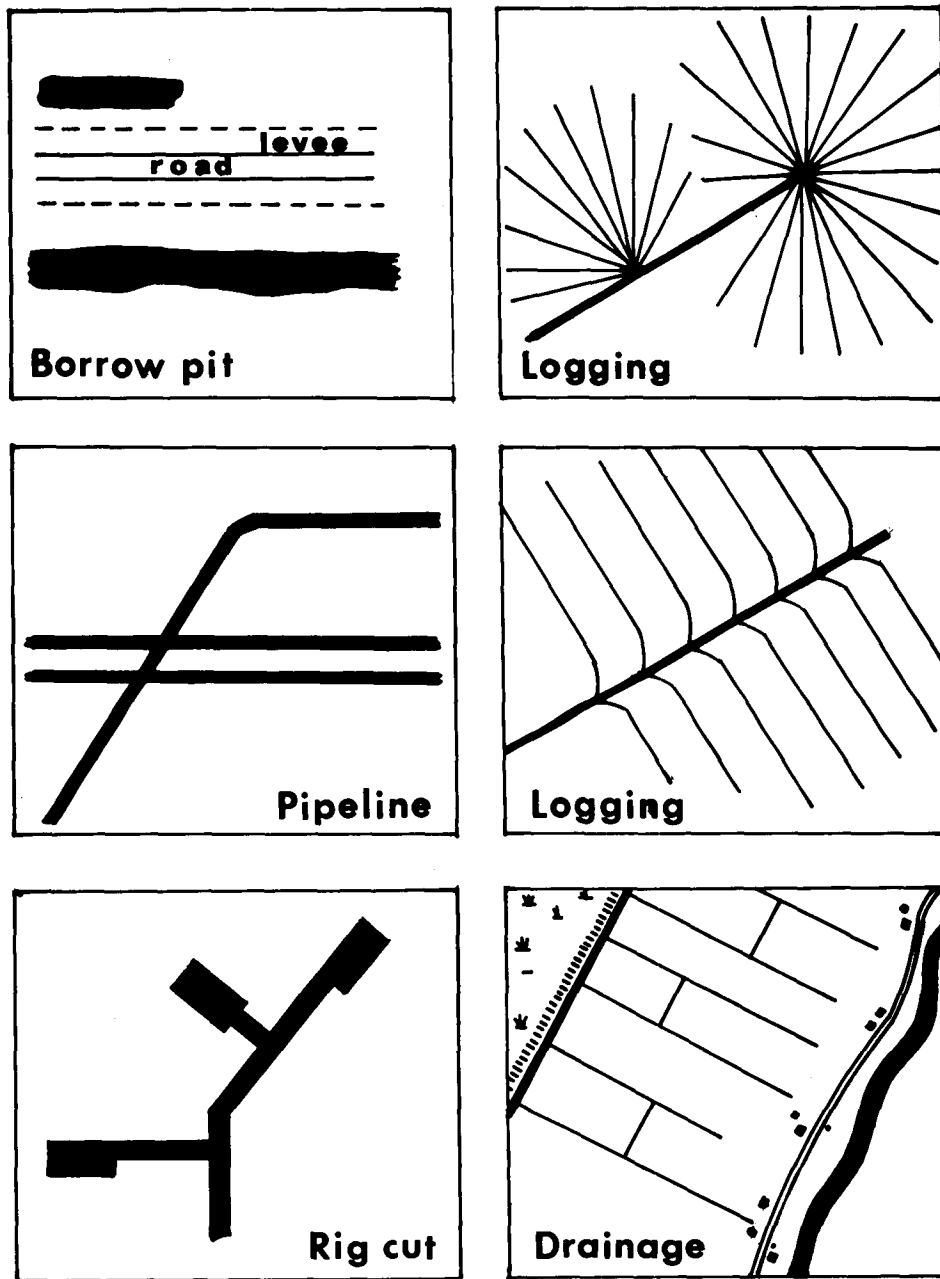 levee
road
Borrow pit
Logging
Pipeline
Logging
Rig cut
Drainage